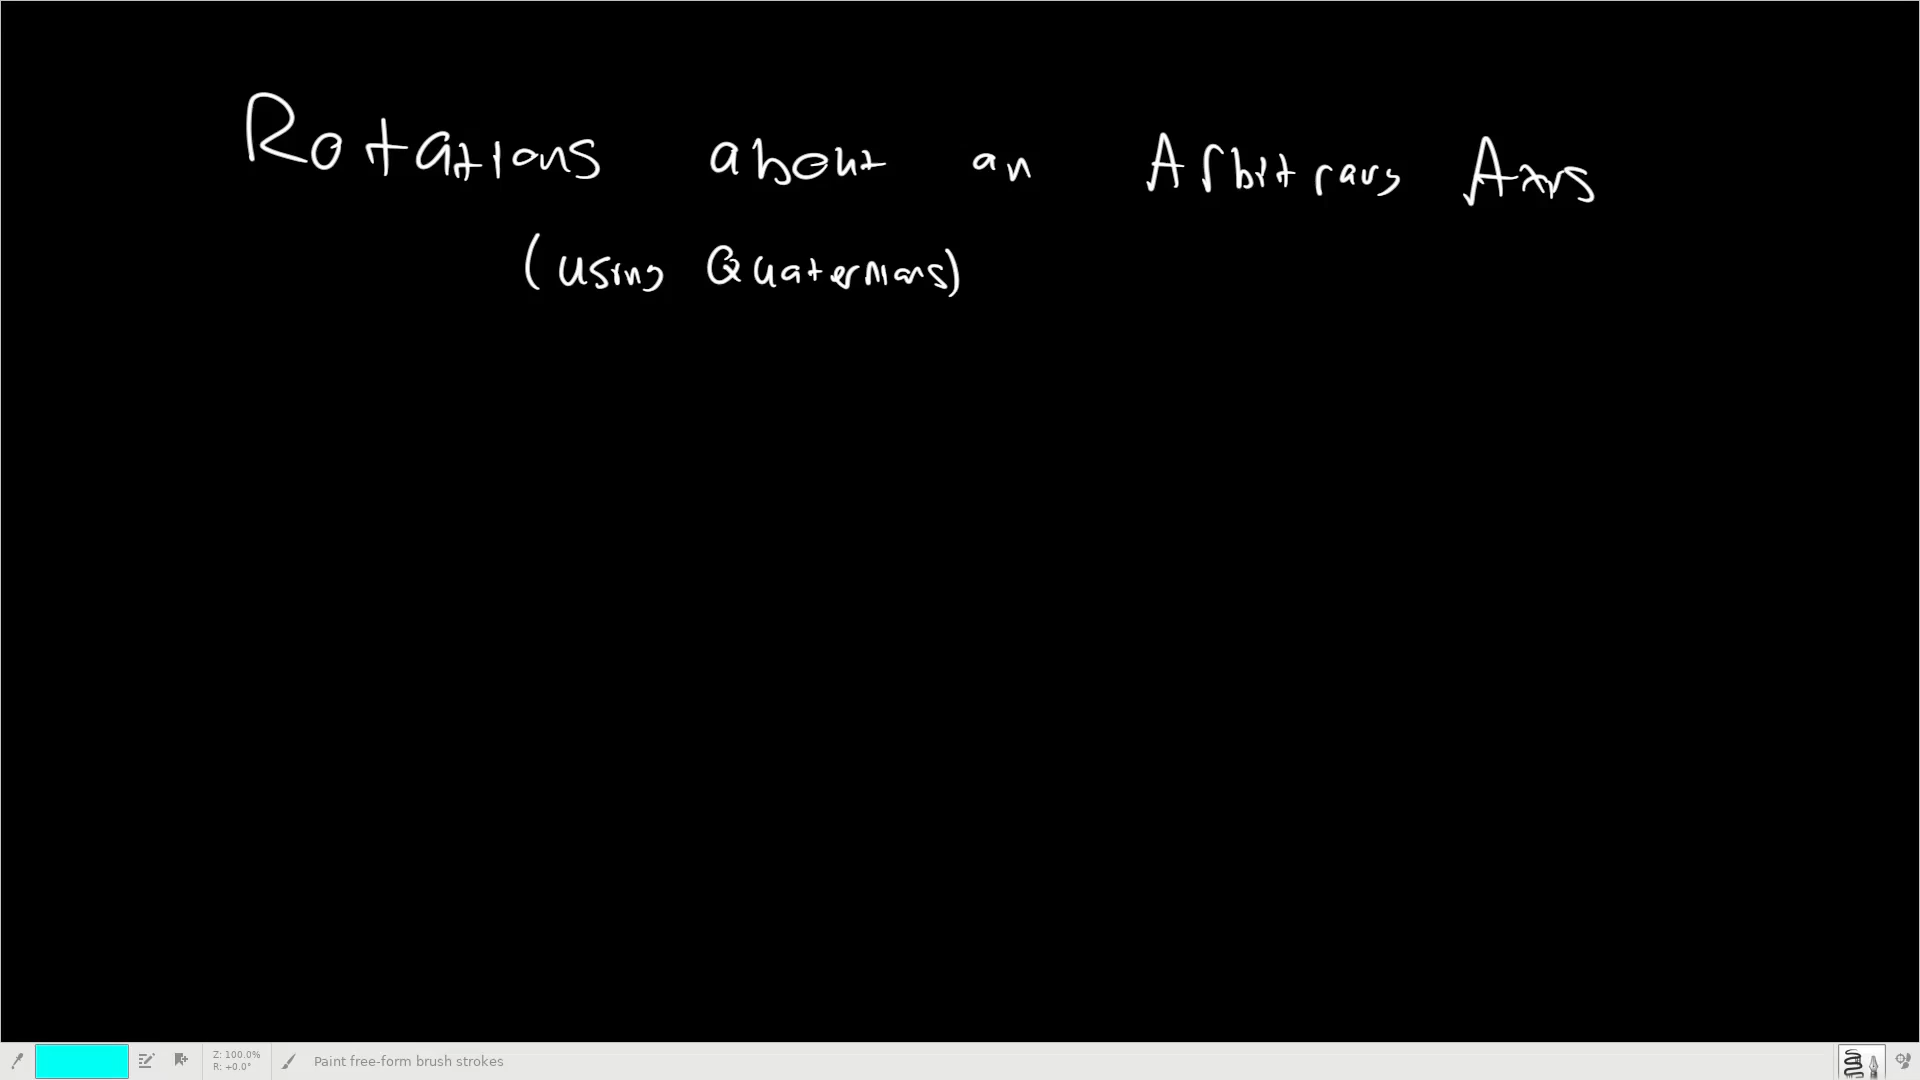 Rotations about an Arbitrary Axis
(using Quaternions)
Z: 100.0%
R: +0.0°
Paint free-form brush strokes